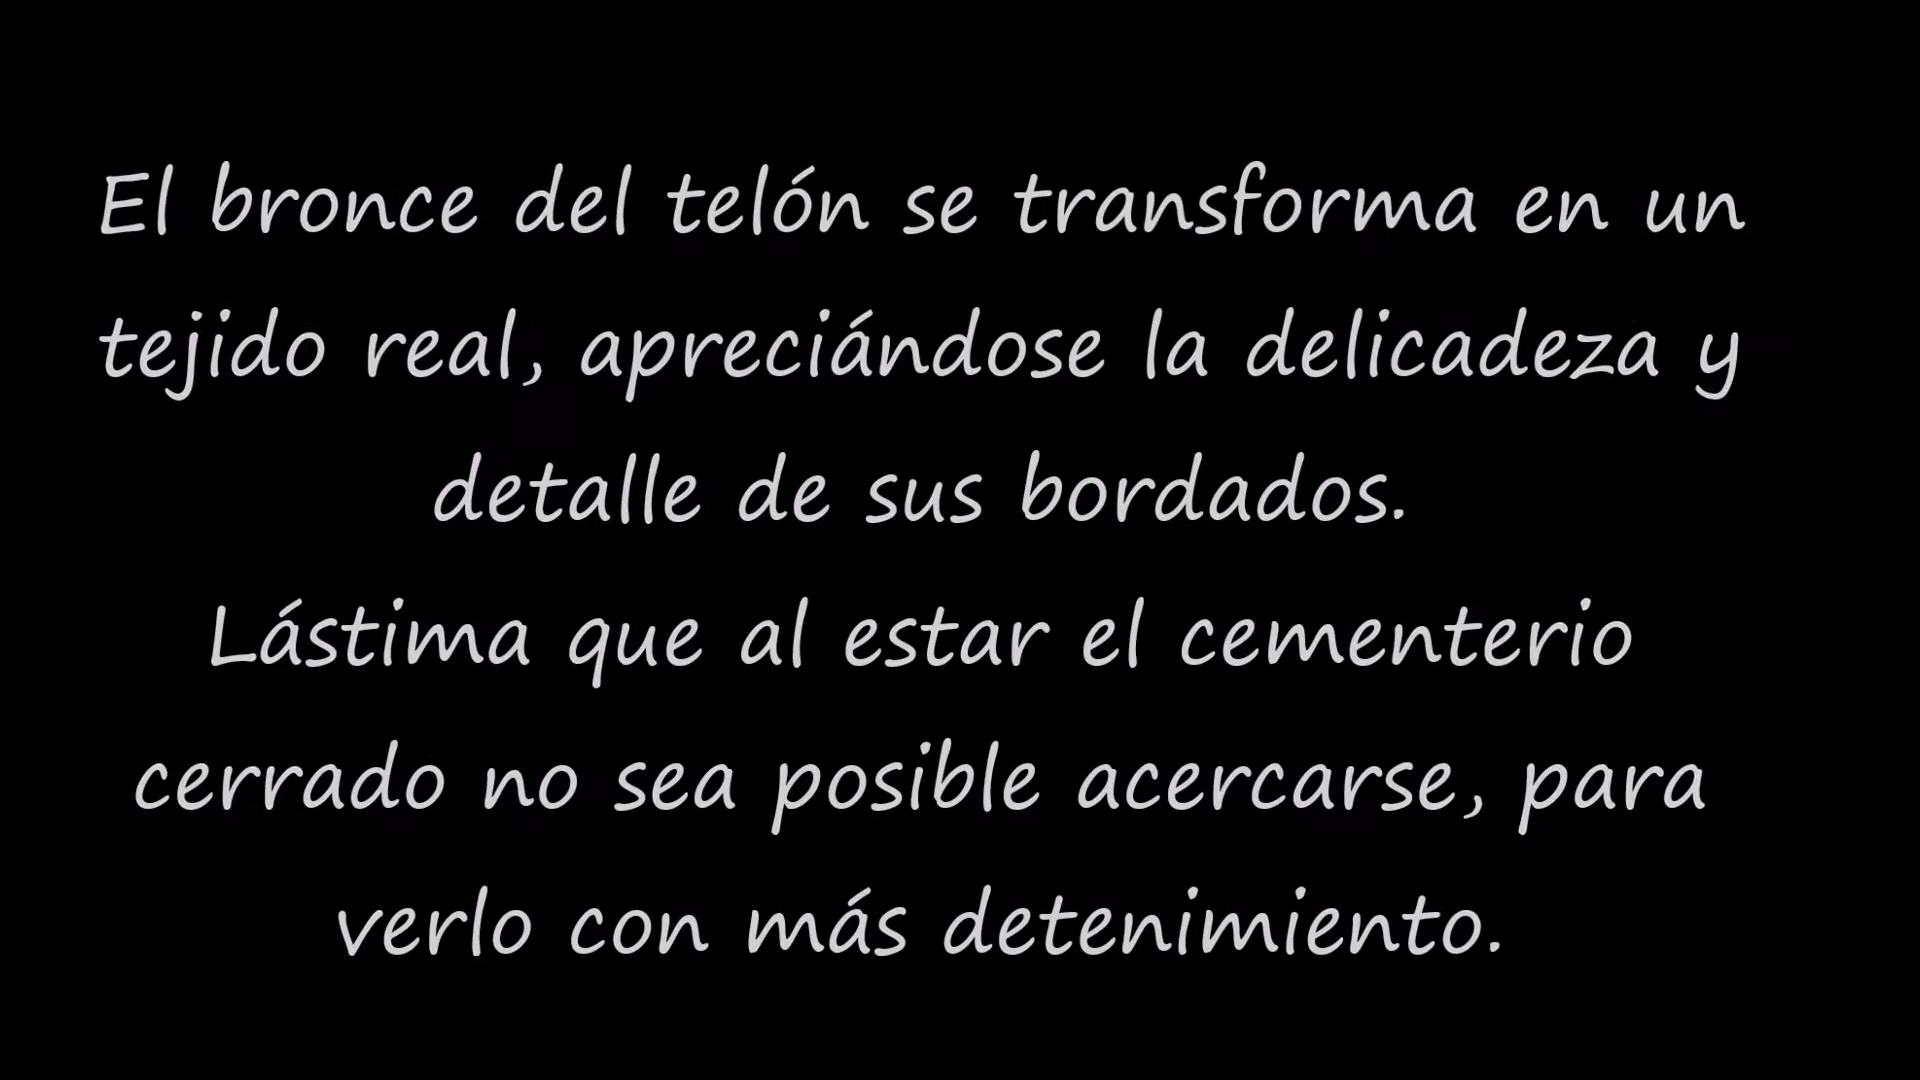 El bronce del telón se transforma en un
tejido real, apreciándose la delicadeza y
detalle de sus bordados.
Lástima que al estar el cementerio
cerrado no sea posible acercarse, para
verlo con más detenimiento.